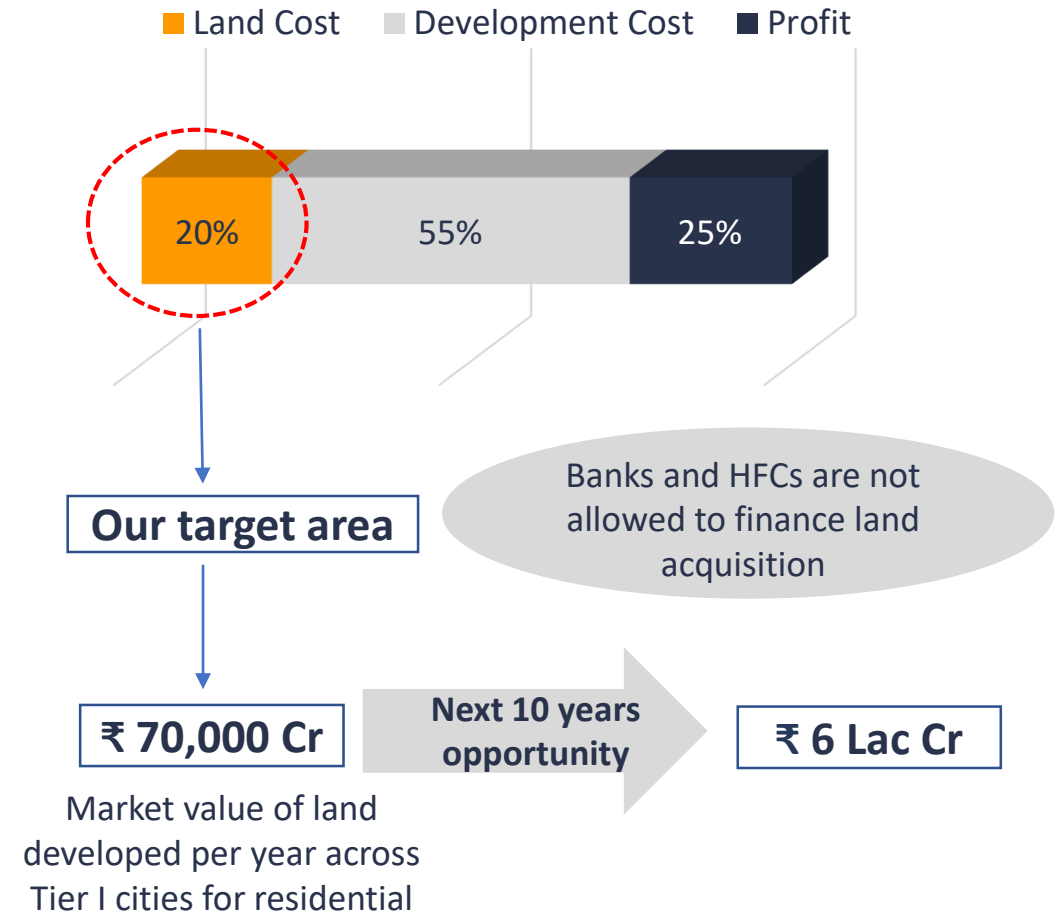 Land Cost Development Cost Profit
20% 55% 25%
Banks and HFCs are not
allowed to finance land
acquisition
Our target area
₹ 70,000 Cr
Next 10 years
opportunity
₹ 6 Lac Cr
Market value of land
developed per year across
Tier I cities for residential